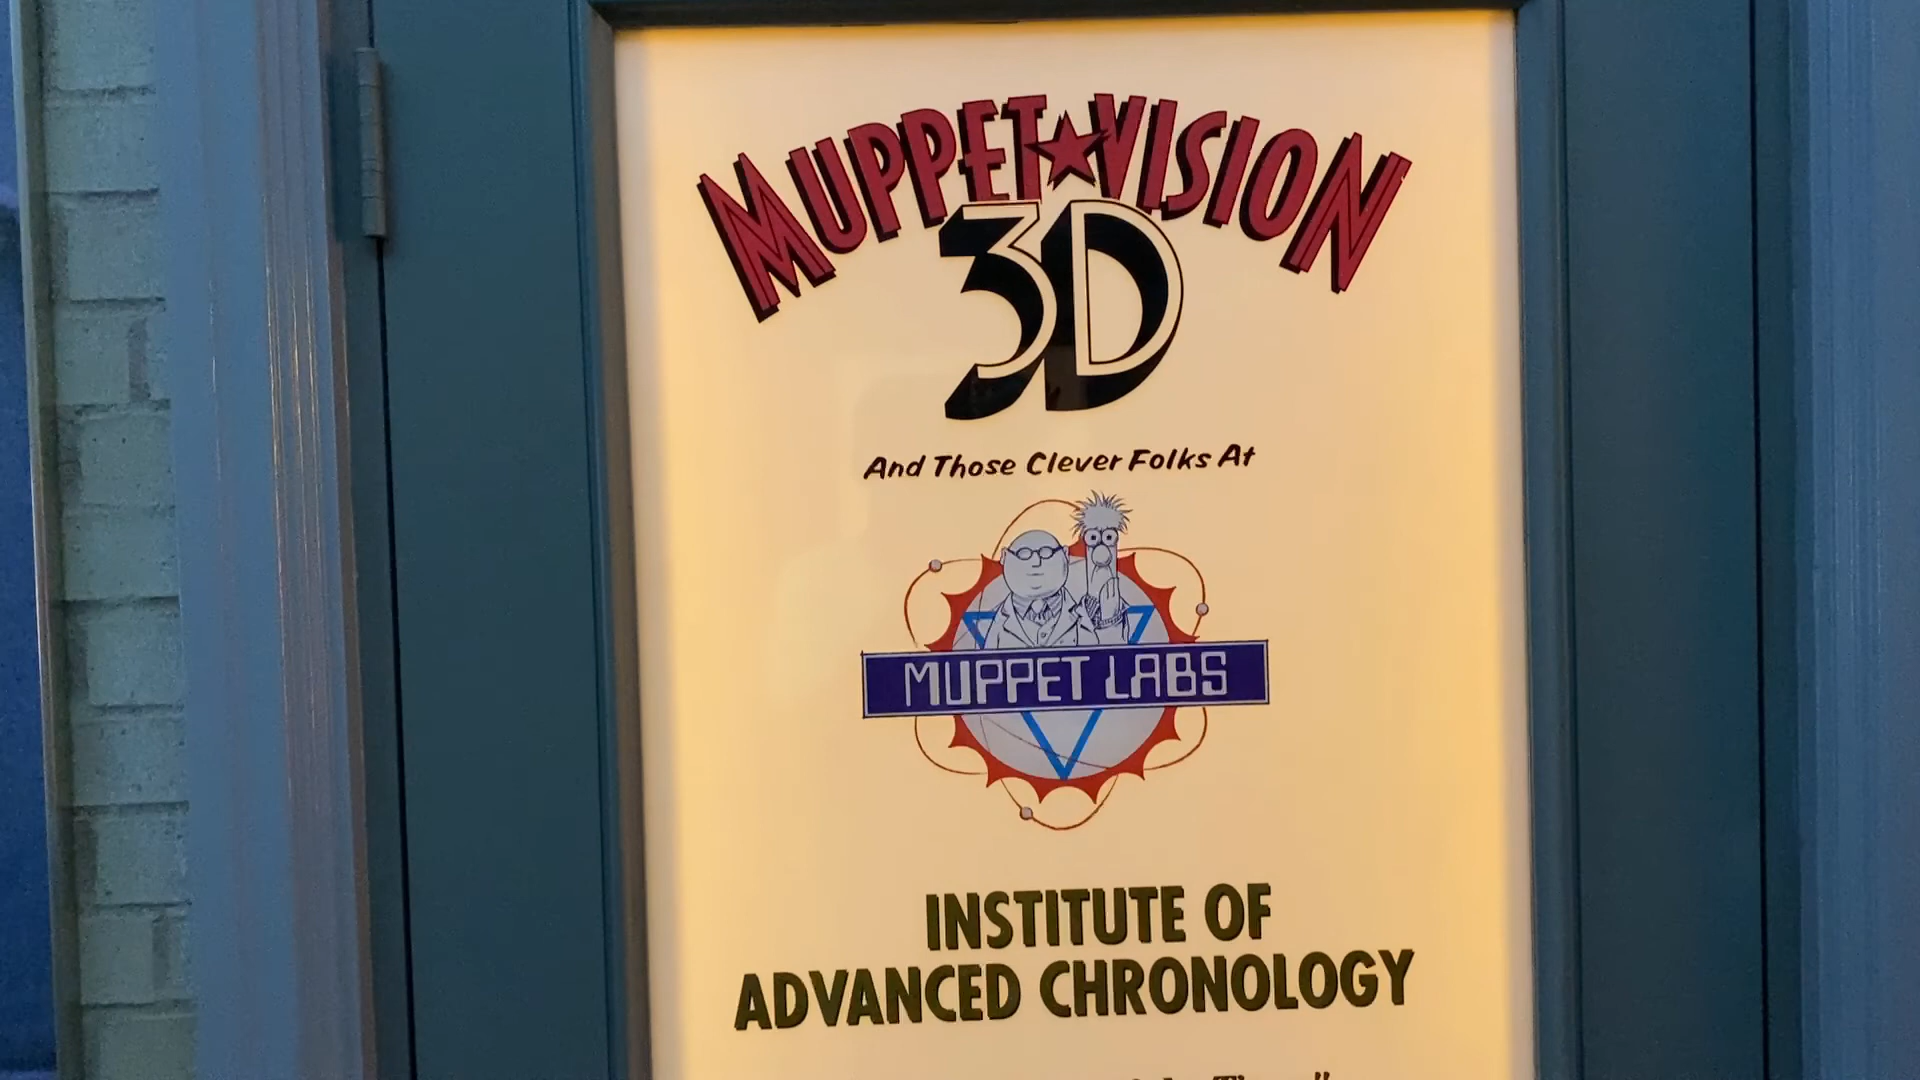 MUPPET★VISION
3D
And Those Clever Folks At
MUPPET LABS
INSTITUTE OF
ADVANCED CHRONOLOGY